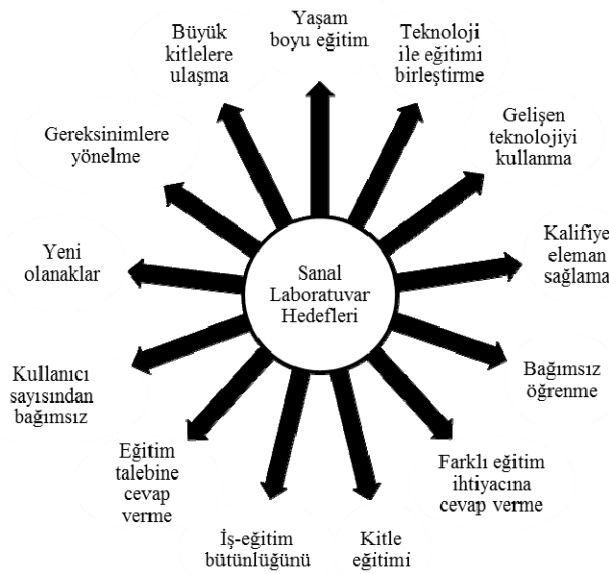 Yaşam
boyu eğitim
Teknoloji
ile eğitimi
birleştirme
Gelişen
teknolojiyi
kullanma
Kalifiye
eleman
sağlama
Bağımsız
öğrenme
Farklı eğitim
ihtiyacına
cevap verme
Kitle
eğitimi
İş-eğitim
bütünlüğünü
Eğitim
talebine
cevap
verme
Kullanıcı
sayısından
bağımsız
Yeni
olanaklar
Gereksinimlere
yönelme
Büyük
kitlelere
ulaşma
Sanal
Laboratuvar
Hedefleri